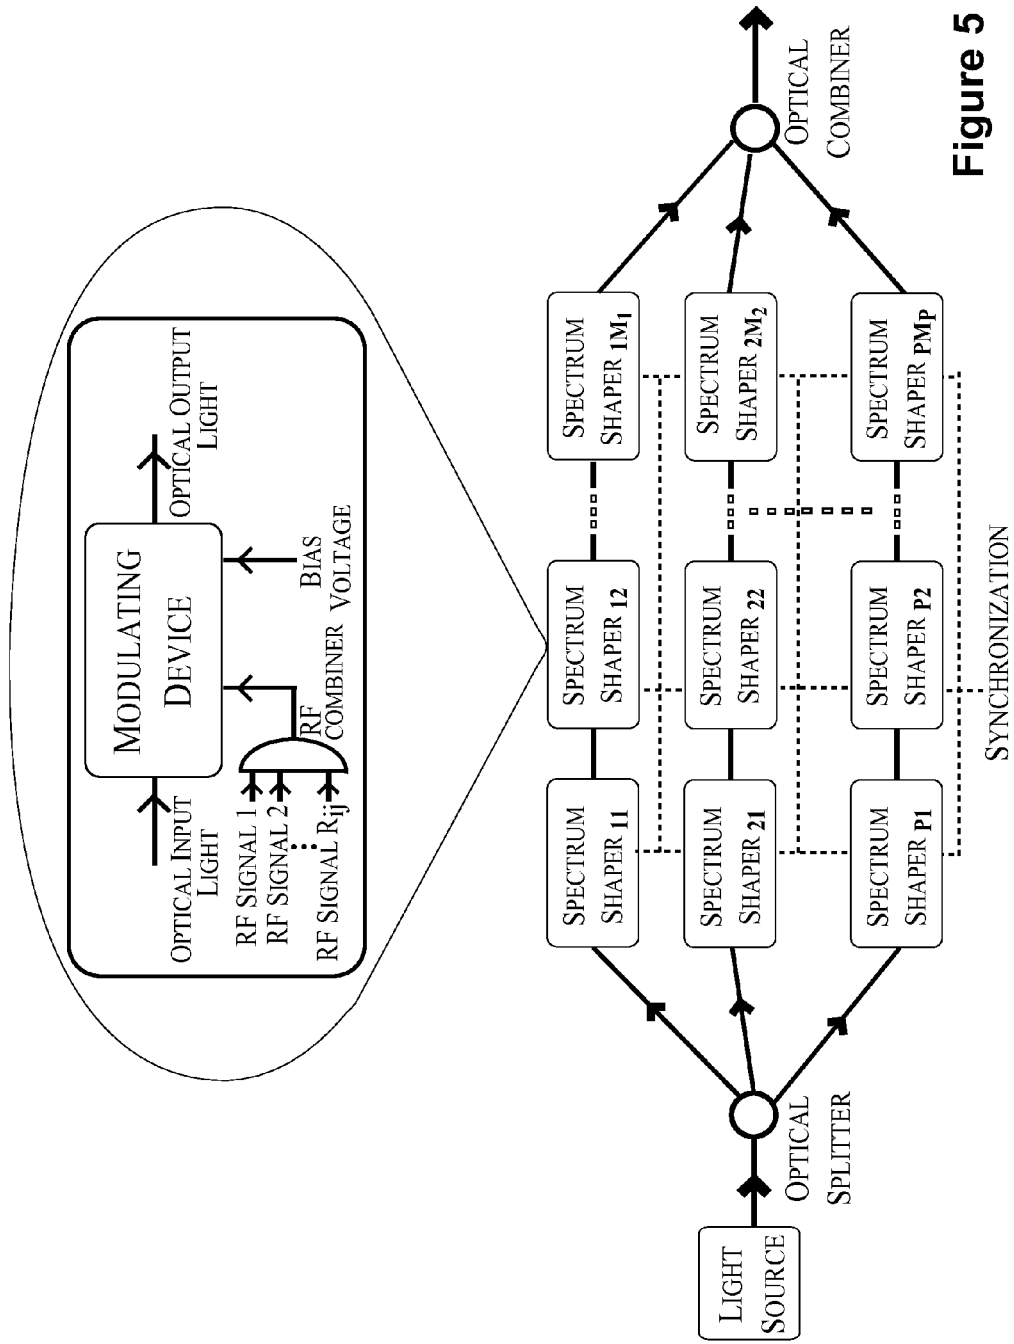 MODULATING
DEVICE
OPTICAL INPUT
LIGHT
OPTICAL OUTPUT
LIGHT
RF SIGNAL 1
RF SIGNAL 2
RF SIGNAL Rij
RF
COMBINER
BIAS
VOLTAGE
LIGHT
SOURCE
OPTICAL
SPLITTER
SPECTRUM
SHAPER 11
SPECTRUM
SHAPER 12
SPECTRUM
SHAPER 1M1
SPECTRUM
SHAPER 21
SPECTRUM
SHAPER 22
SPECTRUM
SHAPER 2M2
SPECTRUM
SHAPER P1
SPECTRUM
SHAPER P2
SPECTRUM
SHAPER PMP
OPTICAL
COMBINER
SYNCHRONIZATION
Figure 5